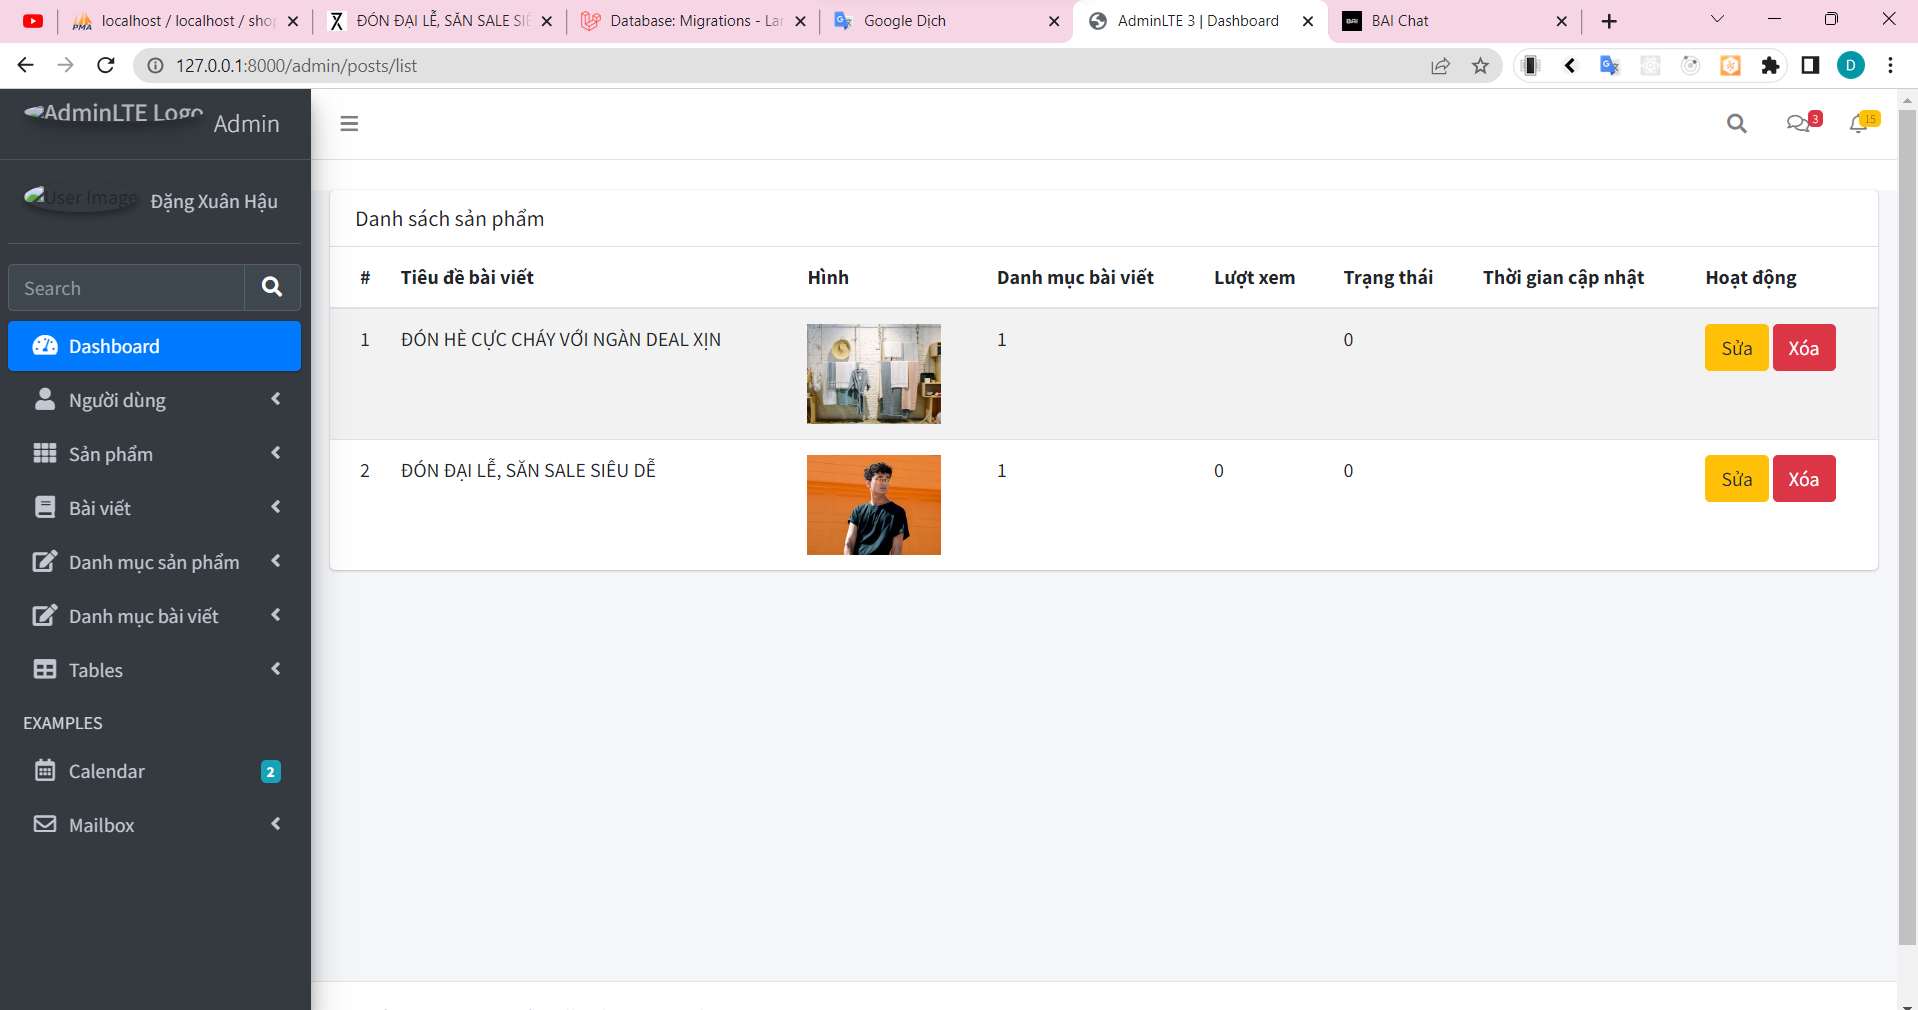 localhost / localhost / shop
ĐÓN ĐẠI LỄ, SĂN SALE SIÊ
Database: Migrations - Lar
Google Dịch
AdminLTE 3 | Dashboard
BAI
BAI Chat
127.0.0.1:8000/admin/posts/list
D
AdminLTE Logo
Admin
3
15
User Image
Đặng Xuân Hậu
Search
Dashboard
Người dùng
Sản phẩm
Bài viết
Danh mục sản phẩm
Danh mục bài viết
Tables
EXAMPLES
Calendar
2
Mailbox
Danh sách sản phẩm
# Tiêu đề bài viết Hình Danh mục bài viết Lượt xem Trạng thái Thời gian cập nhật Hoạt động
1 ĐÓN HÈ CỰC CHÁY VỚI NGÀN DEAL XỊN 1 0 Sửa Xóa
2 ĐÓN ĐẠI LỄ, SĂN SALE SIÊU DỄ 1 0 0 Sửa Xóa